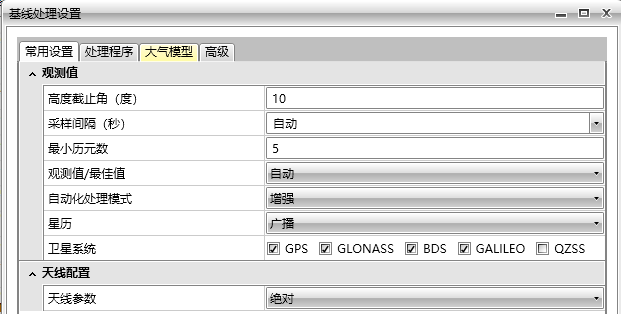 基线处理设置
常用设置 处理程序 大气模型 高级
观测值
高度截止角（度） 10
采样间隔（秒） 自动
最小历元数 5
观测值/最佳值 自动
自动化处理模式 增强
星历 广播
卫星系统 GPS GLONASS BDS GALILEO QZSS
天线配置
天线参数 绝对